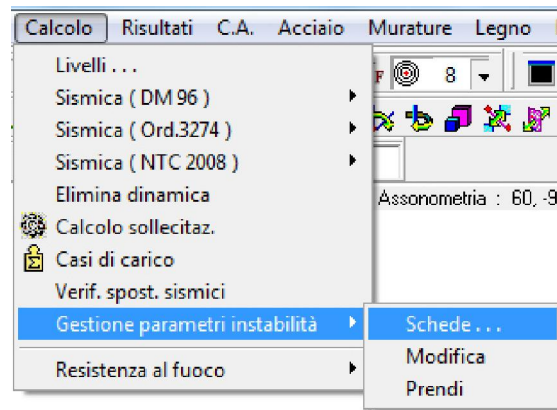 Calcolo Risultati C.A. Acciaio Murature Legno
Livelli . . .
F 8
Sismica ( DM 96 )
Sismica ( Ord.3274 )
Sismica ( NTC 2008 )
Elimina dinamica
Assonometria : 60, -9
Calcolo sollecitaz.
Casi di carico
Verif. spost. sismici
Gestione parametri instabilità
Schede . . .
Modifica
Resistenza al fuoco
Prendi